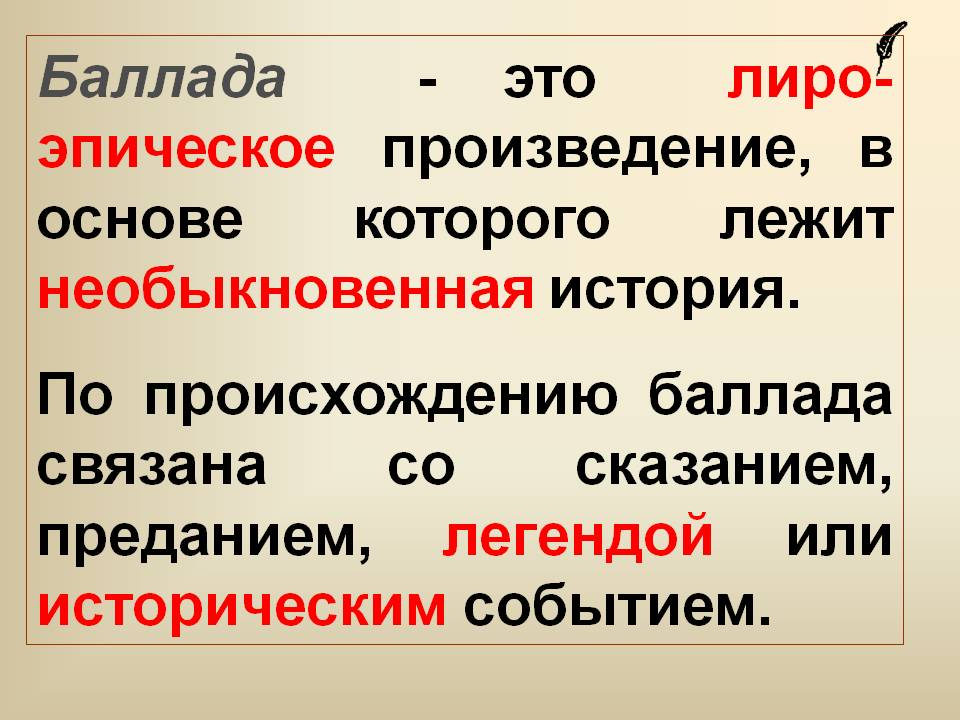 Баллада - это лиро-
эпическое произведение, в
основе которого лежит
необыкновенная история.
По происхождению баллада
связана со сказанием,
преданием, легендой или
историческим событием.